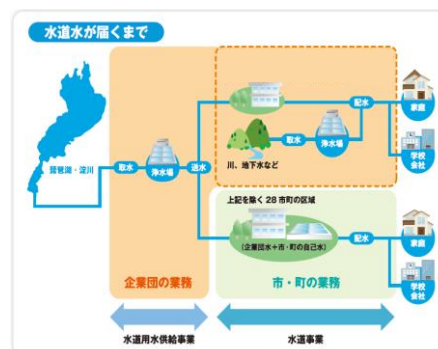 水道水が届くまで
琵琶湖・淀川
取水
浄水場
送水
川、地下水など
取水
浄水場
配水
家庭
学校
会社
上記を除く28市町の区域
(企業団水+市・町の自己水)
配水
家庭
学校
会社
企業団の業務
市・町の業務
水道用水供給事業
水道事業